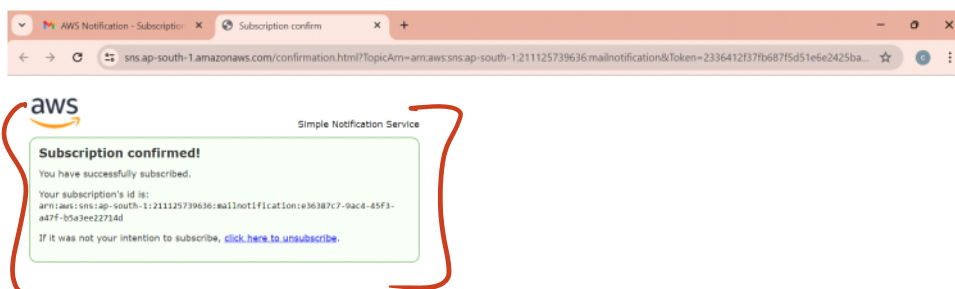 AWS Notification - Subscription
Subscription confirm
sns.ap-south-1.amazonaws.com/confirmation.html?TopicArn=arn:aws:sns:ap-south-1:211125739636:mailnotification&Token=2336412f37fb687f5d51e6e2425ba...
aws
Simple Notification Service
Subscription confirmed!
You have successfully subscribed.
Your subscription's id is:
arn:aws:sns:ap-south-1:211125739636:mailnotification:e36387c7-9ac4-45f3-
a47f-b5a3ee22714d
If it was not your intention to subscribe, click here to unsubscribe.